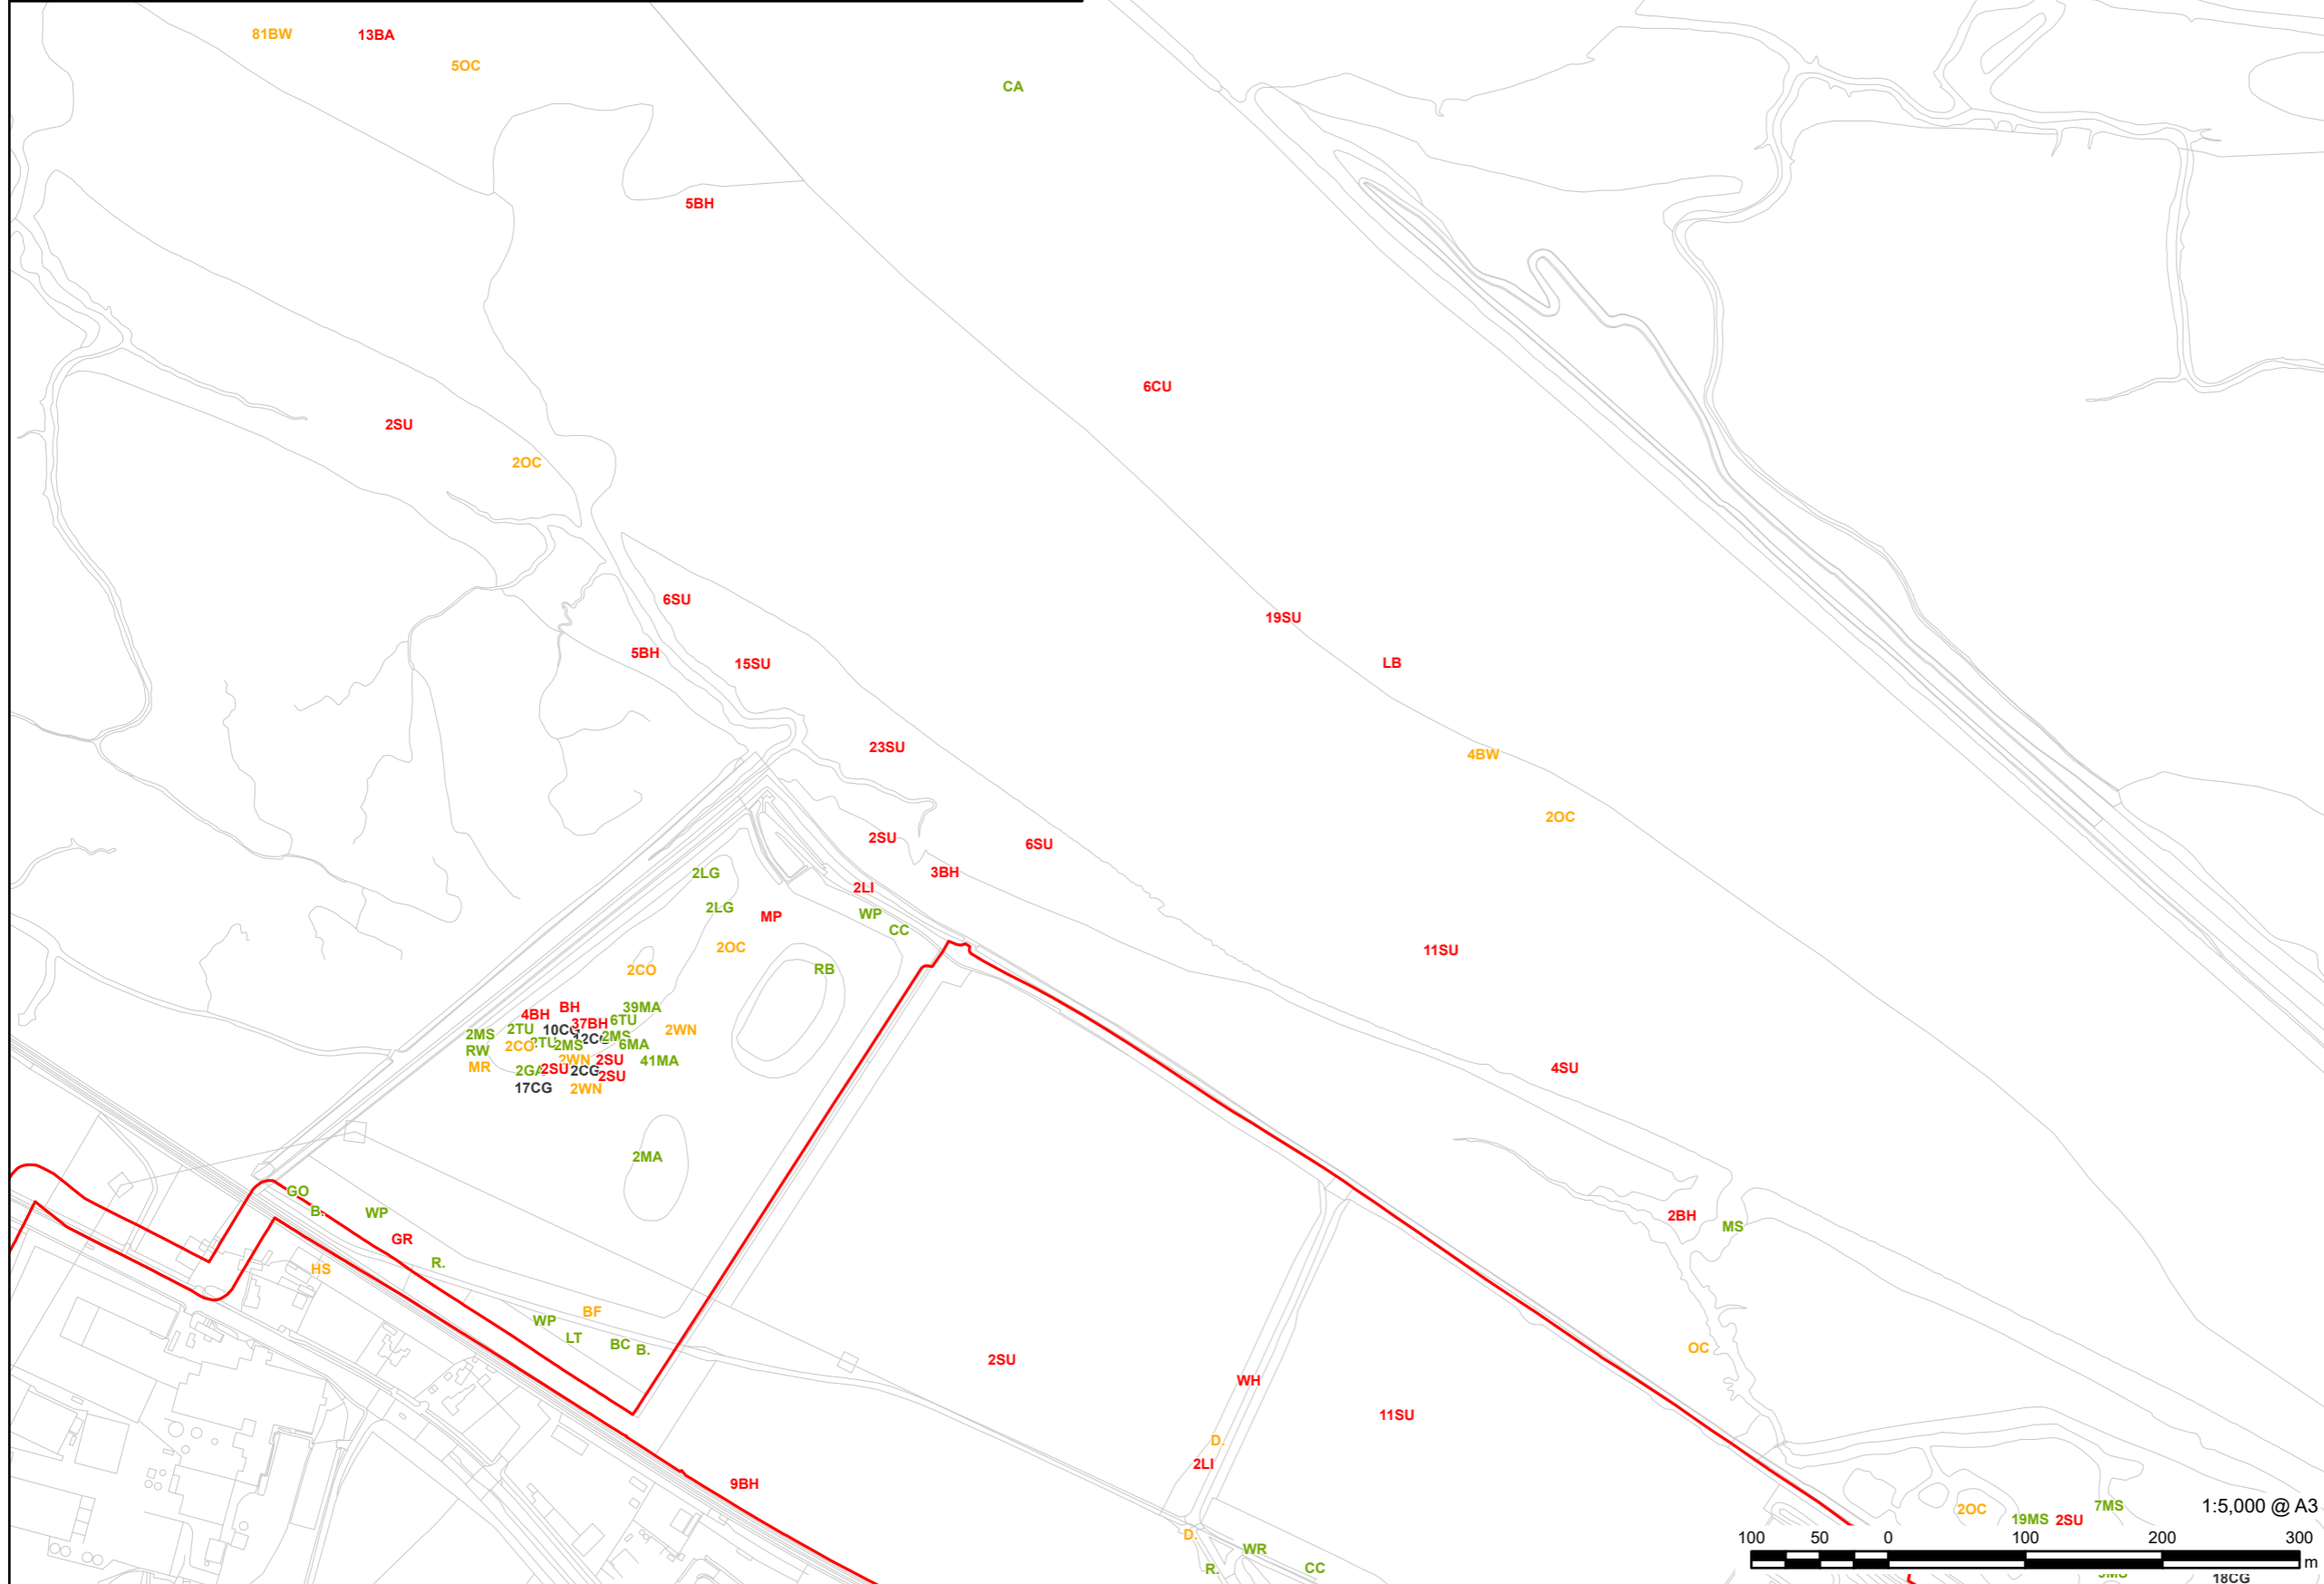 81BW
13BA
5OC
CA
5BH
6CU
2SU
2OC
6SU
19SU
5BH
15SU
LB
23SU
4BW
2OC
2SU
6SU
2LG
3BH
2LI
2LG
WP
MP
CC
2OC
11SU
2CO
RB
BH
39MA
4BH
37BH
6TU
2TU
10CG
2WN
2MS
12CG
2MS
2CO
2TU
2MS
6MA
RW
2WN
2SU
41MA
MR
2GA
2SU
2CG
2SU
4SU
17CG
2WN
2MA
GO
B.
WP
2BH
MS
GR
R.
HS
BF
WP
LT
BC
B.
OC
2SU
WH
11SU
D.
2LI
9BH
2OC
7MS
1:5,000 @ A3
19MS
2SU
D.
100 50 0 100 200 300
m
WR
R.
CC
18CG